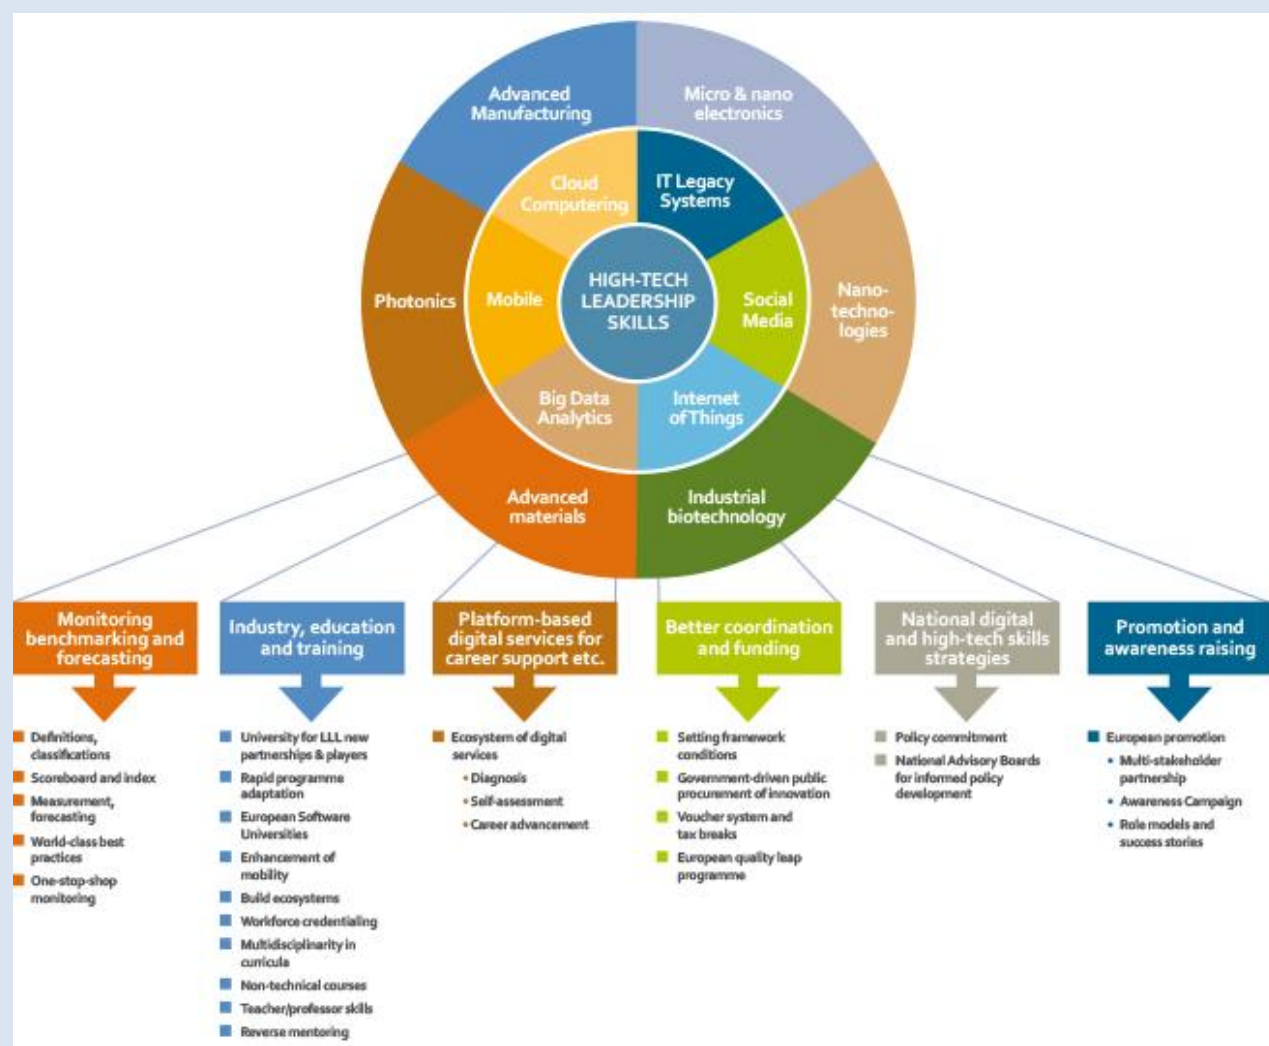 Advanced
Manufacturing
Micro & nano
electronics
Cloud
Computering
IT Legacy
Systems
Photonics
Mobile
HIGH-TECH
LEADERSHIP
SKILLS
Social
Media
Nano-
techno-
logies
Big Data
Analytics
Internet
of Things
Advanced
materials
Industrial
biotechnology
Monitoring
benchmarking and
forecasting
Definitions,
classifications
Scoreboard and index
Measurement,
forecasting
World-class best
practices
One-stop-shop
monitoring
Industry, education
and training
University for LLL new
partnerships & players
Rapid programme
adaptation
European Software
Universities
Enhancement of
mobility
Build ecosystems
Workforce credentialing
Multidisciplinarity in
curricula
Non-technical courses
Teacher/professor skills
Reverse mentoring
Platform-based
digital services for
career support etc.
Ecosystem of digital
services
• Diagnosis
• Self-assessment
• Career advancement
Better coordination
and funding
Setting framework
conditions
Government-driven public
procurement of innovation
Voucher system and
tax breaks
European quality leap
programme
National digital
and high-tech skills
strategies
Policy commitment
National Advisory Boards
for informed policy
development
Promotion and
awareness raising
European promotion
• Multi-stakeholder
partnership
• Awareness Campaign
• Role models and
success stories